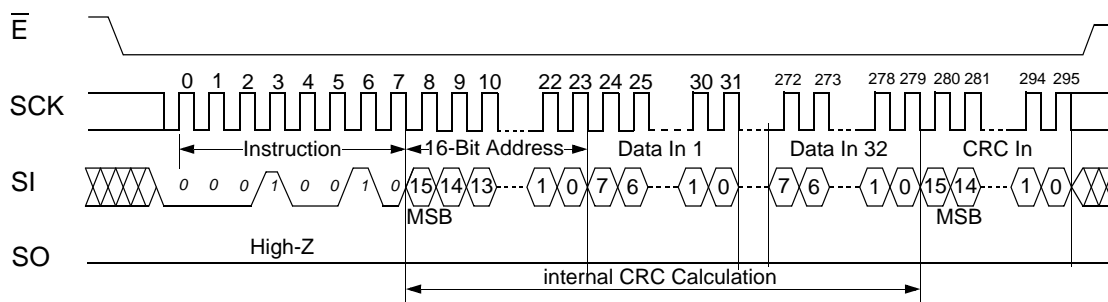 E
SCK 0 1 2 3 4 5 6 7 8 9 10 22 23 24 25 30 31 272 273 278 279 280 281 294 295
Instruction 16-Bit Address Data In 1 Data In 32 CRC In
SI 0 0 0 1 0 0 1 0 15 14 13 1 0 7 6 1 0 7 6 1 0 15 14 1 0
MSB MSB
SO High-Z
internal CRC Calculation